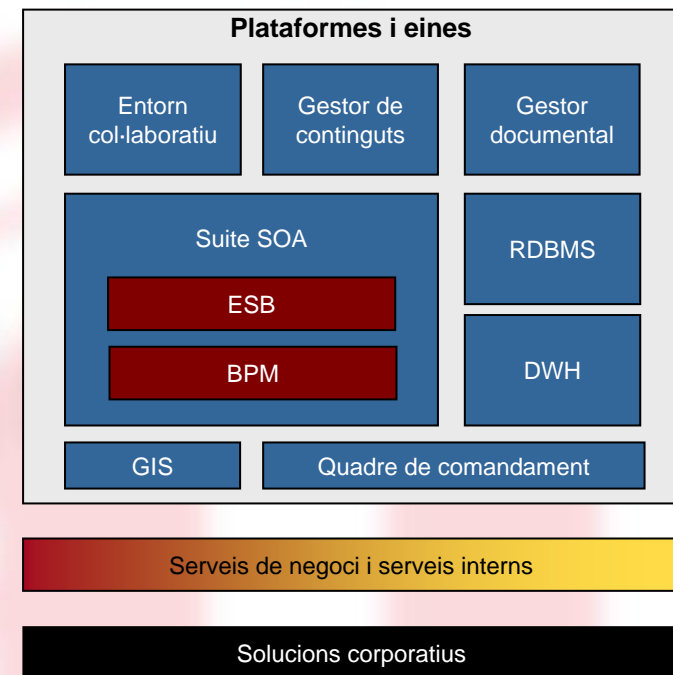 Plataformes i eines
Entorn
col·laboratiu
Gestor de
continguts
Gestor
documental
Suite SOA
ESB
BPM
RDBMS
DWH
GIS
Quadre de comandament
Serveis de negoci i serveis interns
Solucions corporatius